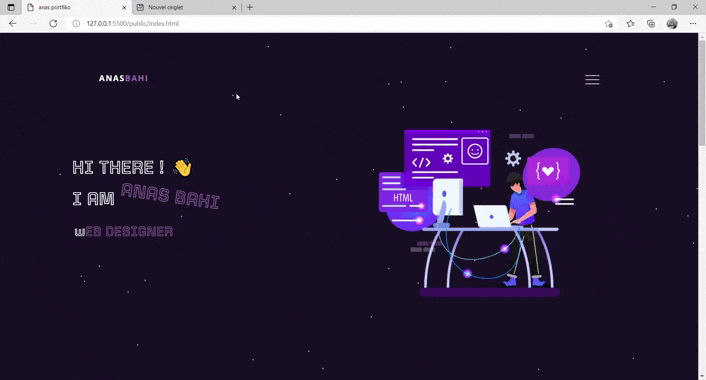 anas portfilio
Nouvel onglet
127.0.0.1:5500/public/index.html
ANASBAHI
HI THERE ! 👋
I AM ANAS BAHI
wEB DESIGNER
</>
HTML